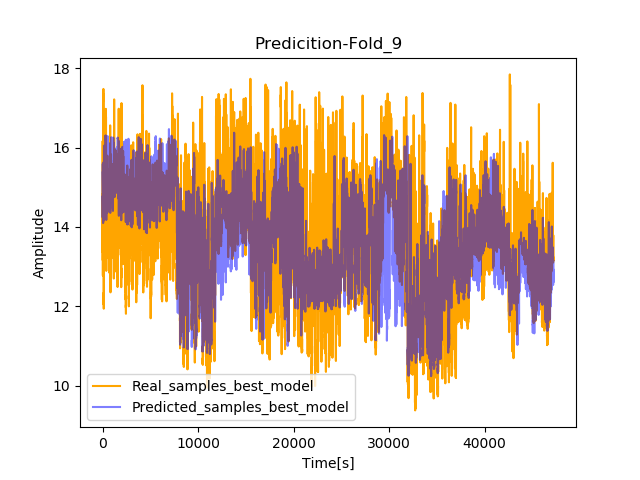 Predicition-Fold_9
18
16
14
12
10
Amplitude
Real_samples_best_model
Predicted_samples_best_model
0 10000 20000 30000 40000
Time[s]